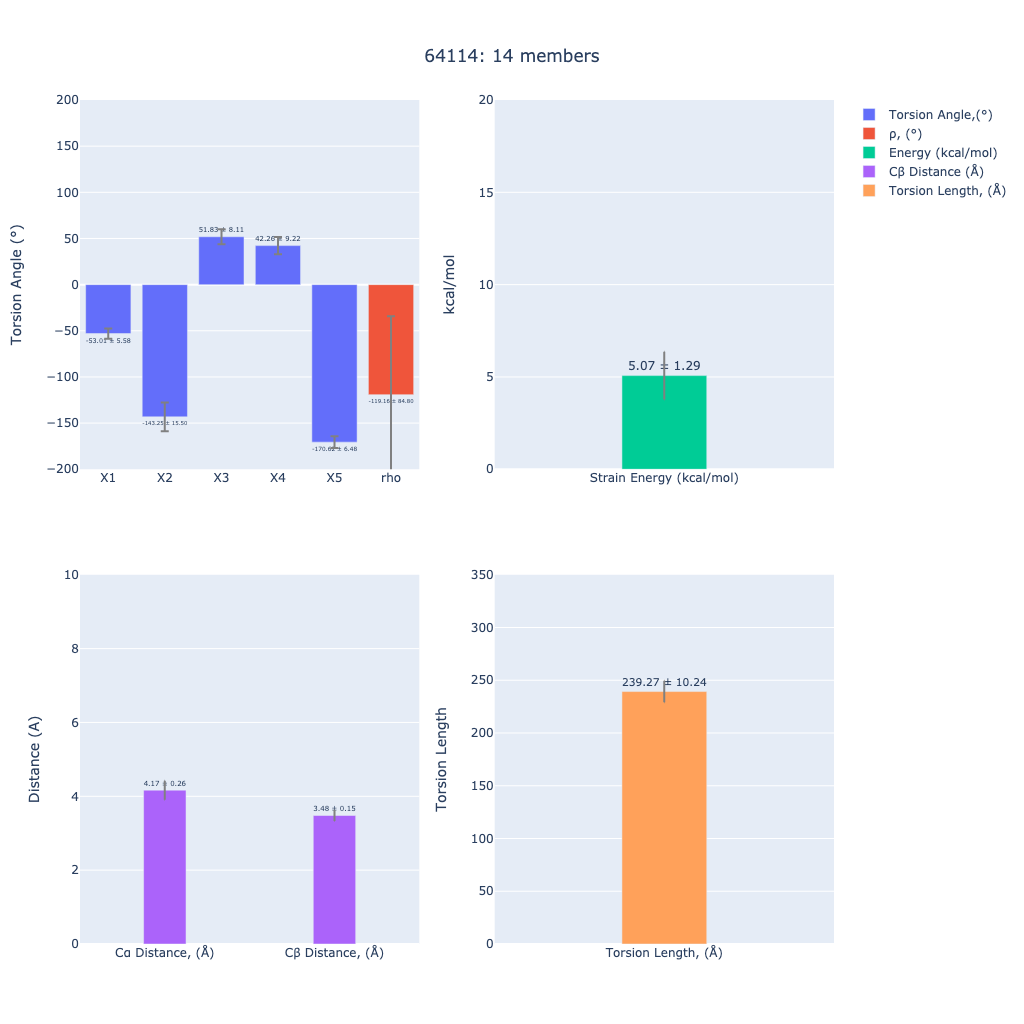 64114: 14 members
200
150
100
50
0
−50
−100
−150
−200
Torsion Angle (°)
-53.01 ± 5.58
-143.25 ± 15.50
51.83 ± 8.11
42.26 ± 9.22
-170.62 ± 6.48
-119.16 ± 84.80
X1 X2 X3 X4 X5 rho
20
15
10
5
0
kcal/mol
5.07 ± 1.29
Strain Energy (kcal/mol)
Torsion Angle,(°)
ρ, (°)
Energy (kcal/mol)
Cβ Distance (Å)
Torsion Length, (Å)
10
8
6
4
2
0
Distance (A)
4.17 ± 0.26
3.48 ± 0.15
Cα Distance, (Å) Cβ Distance, (Å)
350
300
250
200
150
100
50
0
Torsion Length
239.27 ± 10.24
Torsion Length, (Å)